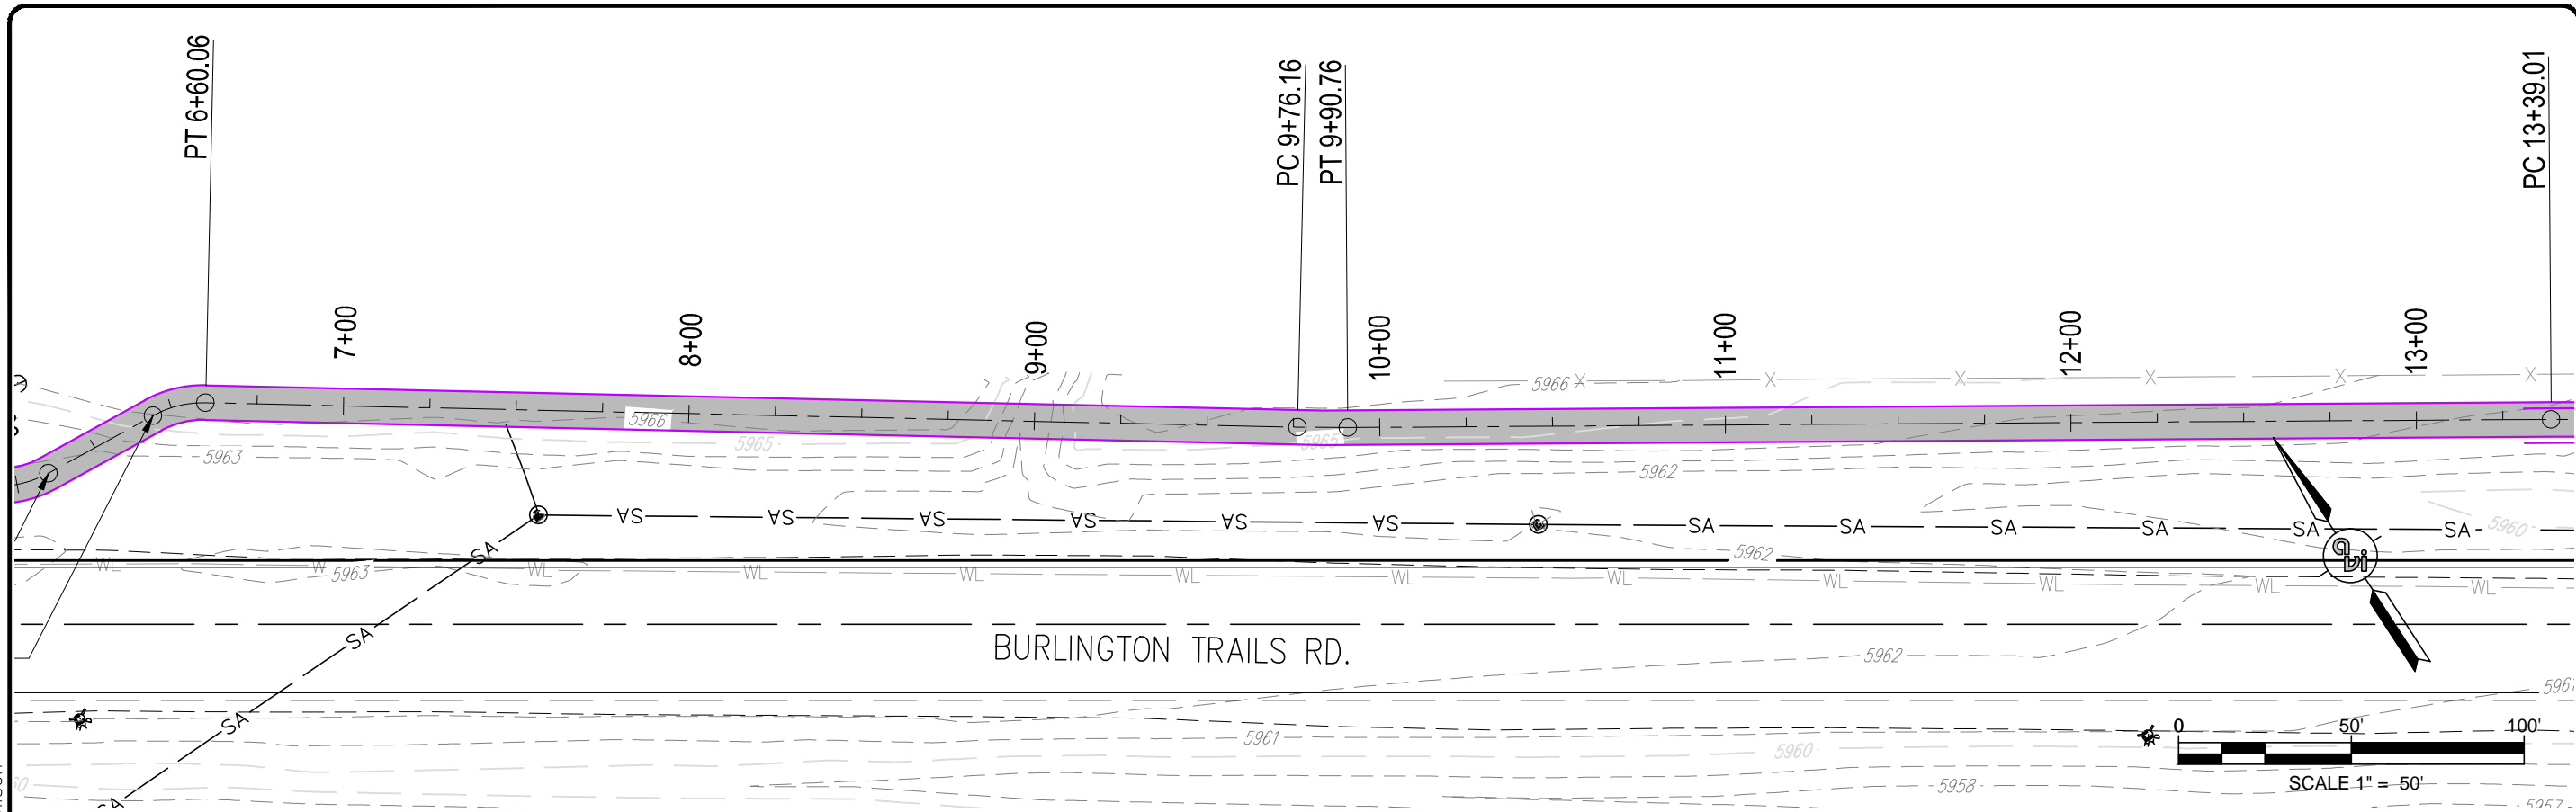 PT 6+60.06
PC 9+76.16
PT 9+90.76
PC 13+39.01
7+00
8+00
9+00
10+00
11+00
12+00
13+00
5966
X X X X X X
5966
5965
5965
5963
5962
SA SA SA SA SA SA SA SA SA SA SA SA
5960
SA
5962
WL WL WL WL WL WL WL WL WL WL WL
5963
SA
BURLINGTON TRAILS RD.
5962
SA
5961
5960
0 50' 100'
SCALE 1" = 50'
5958
SA